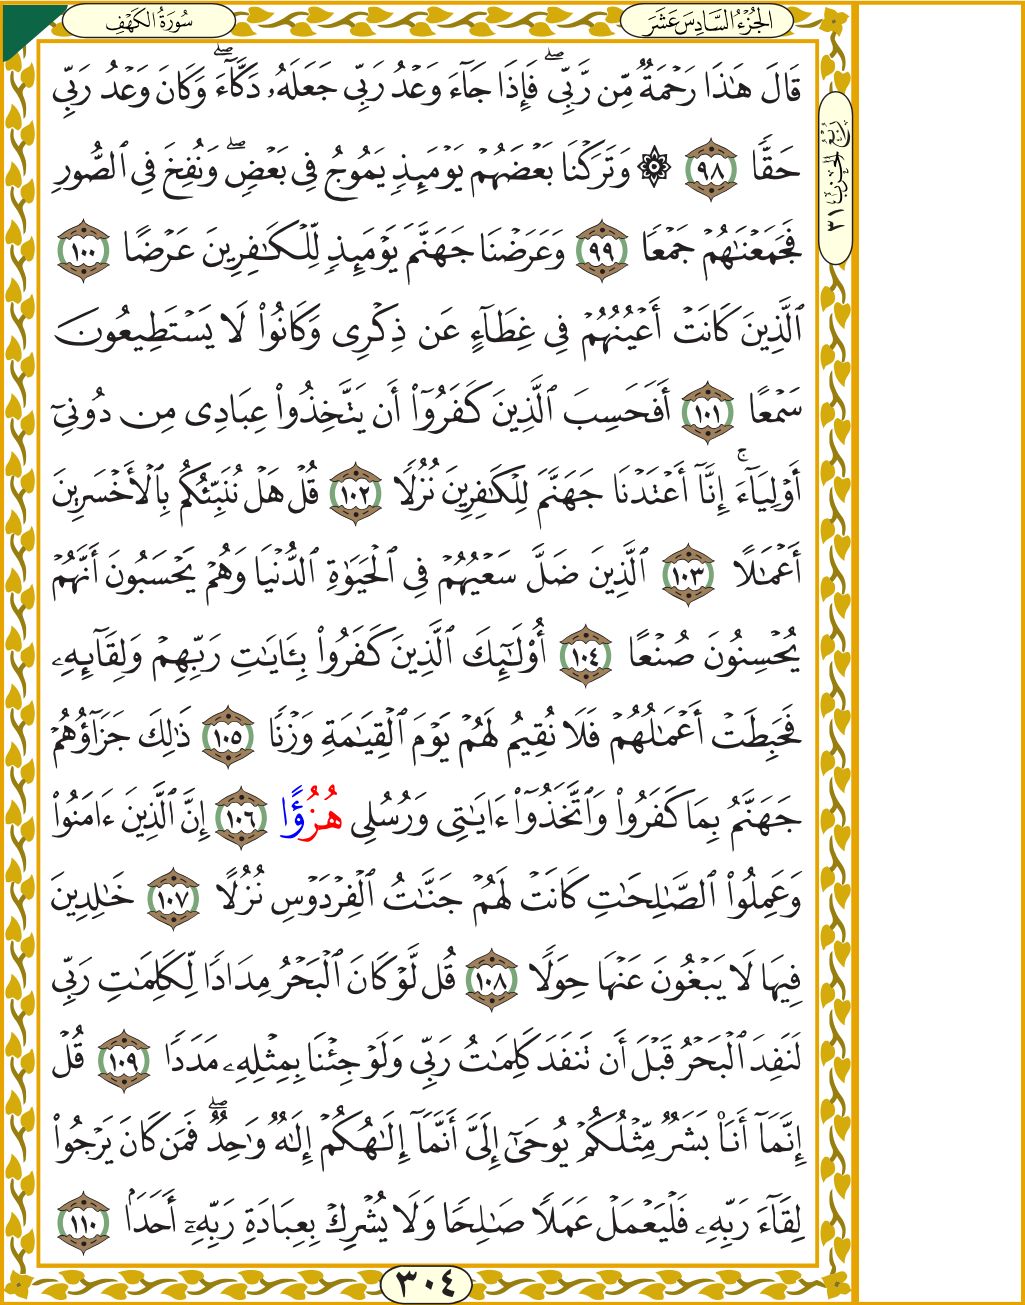 سُورَةُ الكَهْفِ
الجُزْءُ السَّادِسَ عَشَرَ
رُبْعُ الحِزْبِ ٣١
قَالَ هَٰذَا رَحْمَةٌ مِّن رَّبِّي ۖ فَإِذَا جَآءَ وَعْدُ رَبِّي جَعَلَهُۥ دَكَّآءَ ۖ وَكَانَ وَعْدُ رَبِّي
حَقًّا ٩٨ ۞ وَتَرَكْنَا بَعْضَهُمْ يَوْمَئِذٍ يَمُوجُ فِي بَعْضٍ ۖ وَنُفِخَ فِي ٱلصُّورِ
فَجَمَعْنَٰهُمْ جَمْعًا ٩٩ وَعَرَضْنَا جَهَنَّمَ يَوْمَئِذٍ لِّلْكَٰفِرِينَ عَرْضًا ١٠٠
ٱلَّذِينَ كَانَتْ أَعْيُنُهُمْ فِي غِطَآءٍ عَن ذِكْرِي وَكَانُوا۟ لَا يَسْتَطِيعُونَ
سَمْعًا ١٠١ أَفَحَسِبَ ٱلَّذِينَ كَفَرُوٓا۟ أَن يَتَّخِذُوا۟ عِبَادِي مِن دُونِيٓ
أَوْلِيَآءَ ۚ إِنَّآ أَعْتَدْنَا جَهَنَّمَ لِلْكَٰفِرِينَ نُزُلًا ١٠٢ قُلْ هَلْ نُنَبِّئُكُم بِٱلْأَخْسَرِينَ
أَعْمَٰلًا ١٠٣ ٱلَّذِينَ ضَلَّ سَعْيُهُمْ فِي ٱلْحَيَوٰةِ ٱلدُّنْيَا وَهُمْ يَحْسَبُونَ أَنَّهُمْ
يُحْسِنُونَ صُنْعًا ١٠٤ أُو۟لَٰٓئِكَ ٱلَّذِينَ كَفَرُوا۟ بِـَٔايَٰتِ رَبِّهِمْ وَلِقَآئِهِۦ
فَحَبِطَتْ أَعْمَٰلُهُمْ فَلَا نُقِيمُ لَهُمْ يَوْمَ ٱلْقِيَٰمَةِ وَزْنًا ١٠٥ ذَٰلِكَ جَزَآؤُهُمْ
جَهَنَّمُ بِمَا كَفَرُوا۟ وَٱتَّخَذُوٓا۟ ءَايَٰتِي وَرُسُلِي هُزُؤًا ١٠٦ إِنَّ ٱلَّذِينَ ءَامَنُوا۟
وَعَمِلُوا۟ ٱلصَّٰلِحَٰتِ كَانَتْ لَهُمْ جَنَّٰتُ ٱلْفِرْدَوْسِ نُزُلًا ١٠٧ خَٰلِدِينَ
فِيهَا لَا يَبْغُونَ عَنْهَا حِوَلًا ١٠٨ قُل لَّوْ كَانَ ٱلْبَحْرُ مِدَادًا لِّكَلِمَٰتِ رَبِّي
لَنَفِدَ ٱلْبَحْرُ قَبْلَ أَن تَنفَدَ كَلِمَٰتُ رَبِّي وَلَوْ جِئْنَا بِمِثْلِهِۦ مَدَدًا ١٠٩ قُلْ
إِنَّمَآ أَنَا۠ بَشَرٌ مِّثْلُكُمْ يُوحَىٰٓ إِلَيَّ أَنَّمَآ إِلَٰهُكُمْ إِلَٰهٌ وَٰحِدٌ ۖ فَمَن كَانَ يَرْجُوا۟
لِقَآءَ رَبِّهِۦ فَلْيَعْمَلْ عَمَلًا صَٰلِحًا وَلَا يُشْرِكْ بِعِبَادَةِ رَبِّهِۦٓ أَحَدًۢا ١١٠
٣٠٤